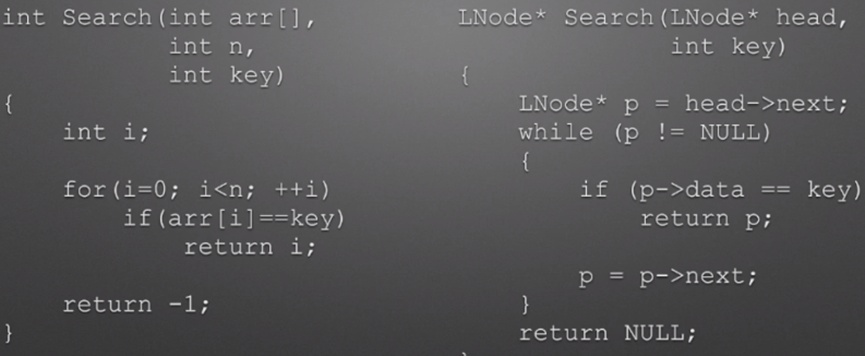 int Search(int arr[],
           int n,
           int key)
{
    int i;

    for(i=0; i<n; ++i)
        if(arr[i]==key)
            return i;

    return -1;
}
LNode* Search(LNode* head,
              int key)
{
    LNode* p = head->next;
    while (p != NULL)
    {
        if (p->data == key)
            return p;

        p = p->next;
    }
    return NULL;